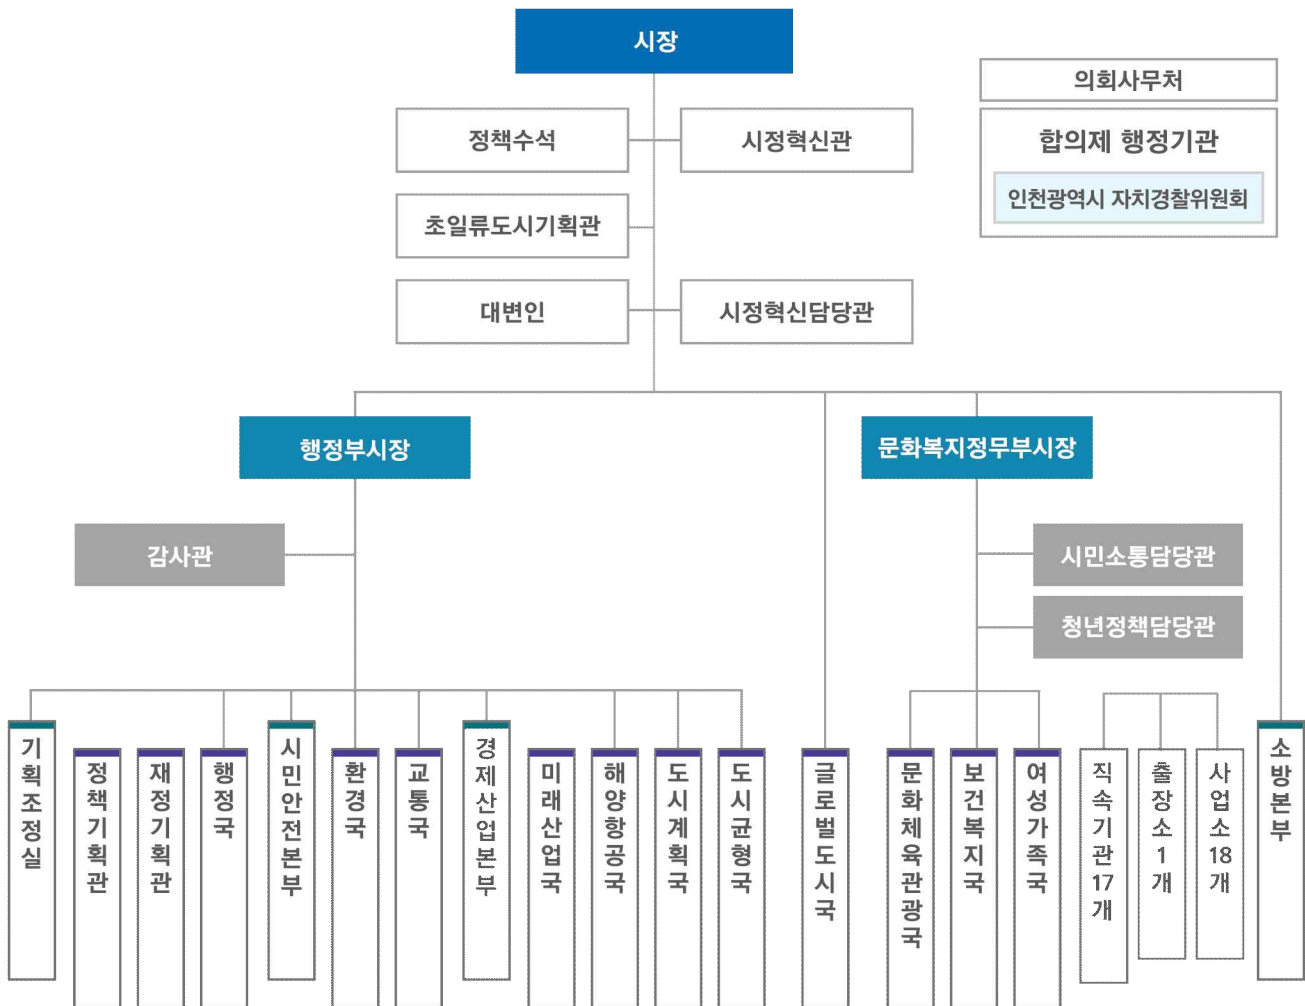 시장
의회사무처
정책수석
시정혁신관
합의제 행정기관
인천광역시 자치경찰위원회
초일류도시기획관
대변인
시정혁신담당관
행정부시장
문화복지정무부시장
감사관
시민소통담당관
청년정책담당관
기획조정실
정책기획관
재정기획관
행정국
시민안전본부
환경국
교통국
경제산업본부
미래산업국
해양항공국
도시계획국
도시균형국
글로벌도시국
문화체육관광국
보건복지국
여성가족국
직속기관17개
출장소1개
사업소18개
소방본부